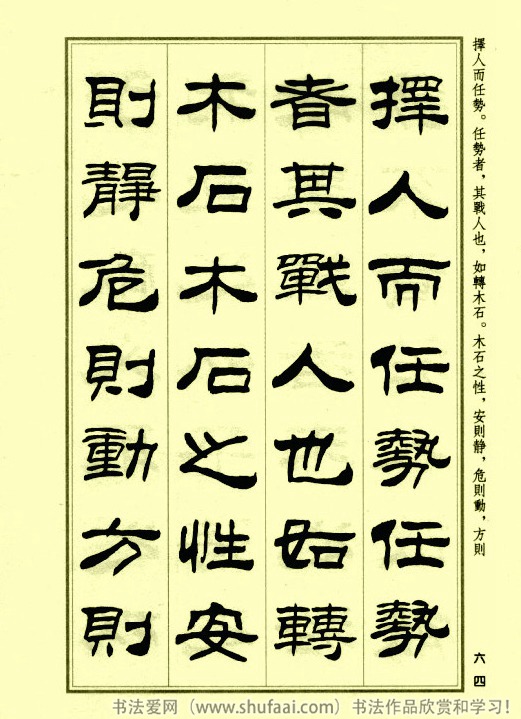 擇人而任勢。任勢者，其戰人也，如轉木石。木石之性，安則静，危則動，方則
擇人而任勢任勢
者其戰人也如轉
木石木石之性安
則靜危則動方則
六四
书法爱网（www.shufaai.com）书法作品欣赏和学习！